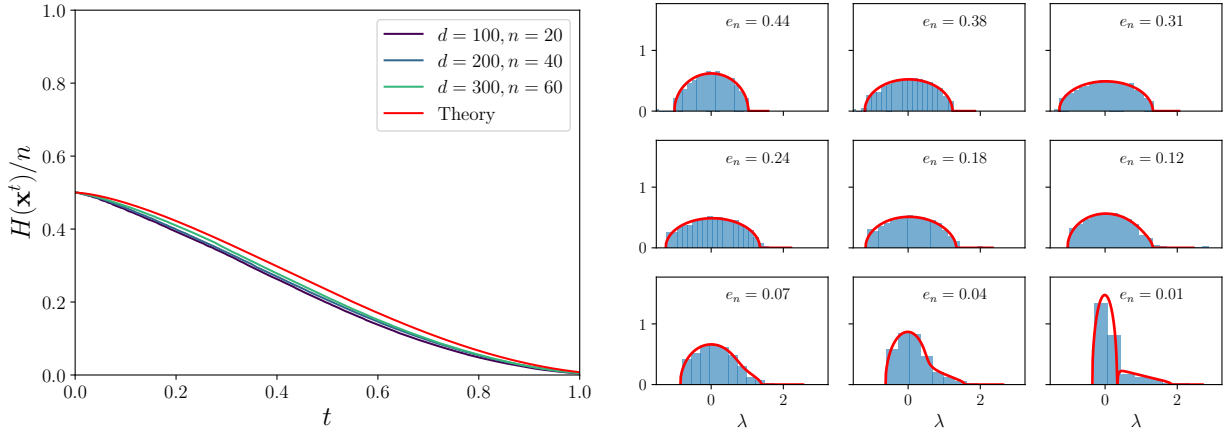 H(x^t)/n
1.0
0.8
0.6
0.4
0.2
0.0
0.0 0.2 0.4 0.6 0.8 1.0
t
d = 100, n = 20
d = 200, n = 40
d = 300, n = 60
Theory
e_n = 0.44 e_n = 0.38 e_n = 0.31
1
0
e_n = 0.24 e_n = 0.18 e_n = 0.12
1
0
e_n = 0.07 e_n = 0.04 e_n = 0.01
1
0
0 2 0 2 0 2
λ λ λ